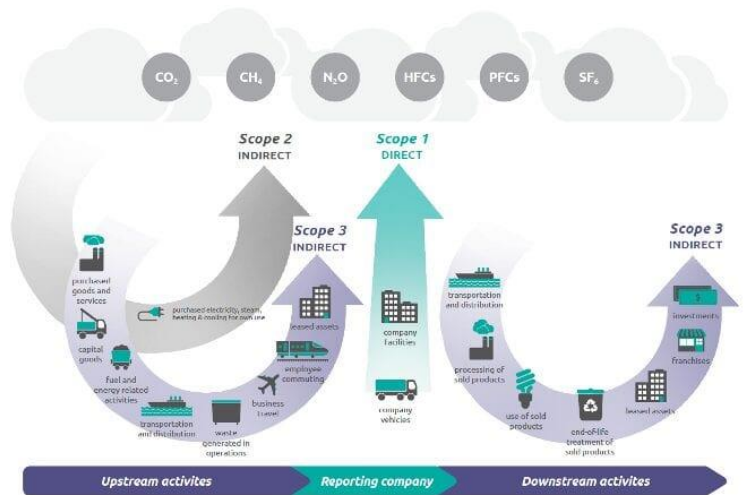 CO₂
CH₄
N₂O
HFCs
PFCs
SF₆
Scope 2
INDIRECT
Scope 1
DIRECT
Scope 3
INDIRECT
Scope 3
INDIRECT
purchased
goods and
services
capital
goods
fuel and
energy related
activities
purchased electricity, steam,
heating & cooling for own use
transportation
and distribution
waste
generated in
operations
business
travel
employee
commuting
leased assets
company
facilities
company
vehicles
transportation
and distribution
processing of
sold products
use of sold
products
end-of-life
treatment of
sold products
leased assets
franchises
investments
$
Upstream activites
Reporting company
Downstream activites